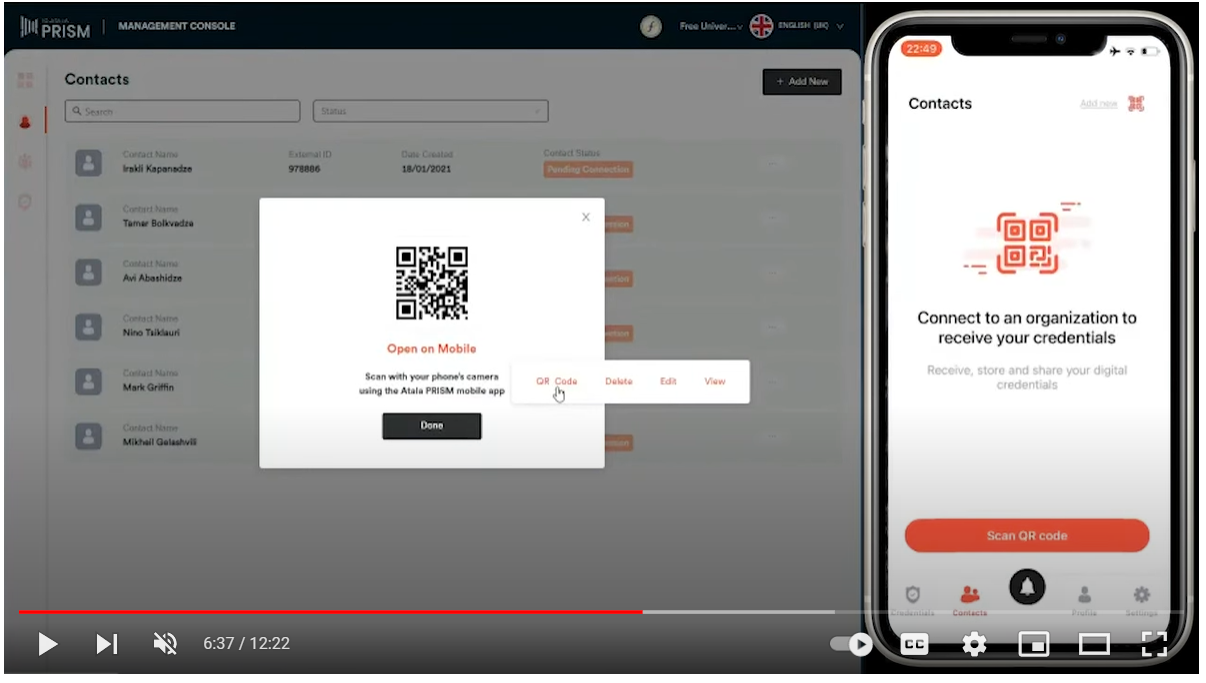 ATALA
PRISM
MANAGEMENT CONSOLE
Free Univer...
ENGLISH (UK)
Contacts
+ Add New
Search
Status
Contact Name
External ID
Date Created
Contact Status
Irakli Kapanadze
978886
18/01/2021
Pending Connection
Contact Name
Tamar Bolkvadze
Contact Name
Avi Abashidze
Contact Name
Nino Tsiklauri
Contact Name
Mark Griffin
Contact Name
Mikheil Gelashvili
Open on Mobile
Scan with your phone's camera
using the Atala PRISM mobile app
Done
QR Code
Delete
Edit
View
22:49
Contacts
Add new
Connect to an organization to
receive your credentials
Receive, store and share your digital
credentials
Scan QR code
Credentials
Contacts
Profile
Settings
6:37 / 12:22
CC